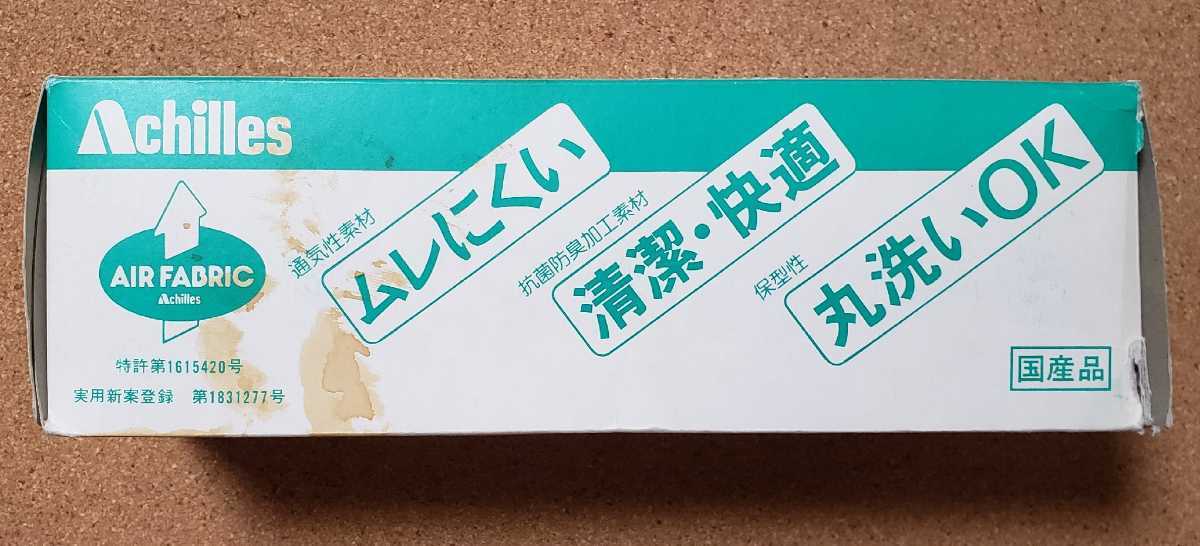 Achilles
AIR FABRIC
Achilles
特許第1615420号
実用新案登録 第1831277号
通気性素材
ムレにくい
抗菌防臭加工素材
清潔・快適
保型性
丸洗いOK
国産品